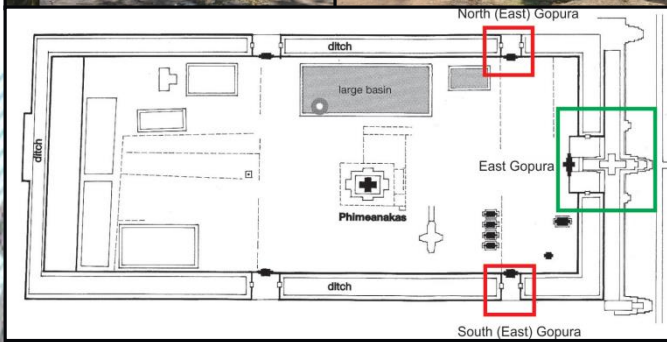 North (East) Gopura
ditch
large basin
ditch
East Gopura
Phimeanakas
ditch
South (East) Gopura